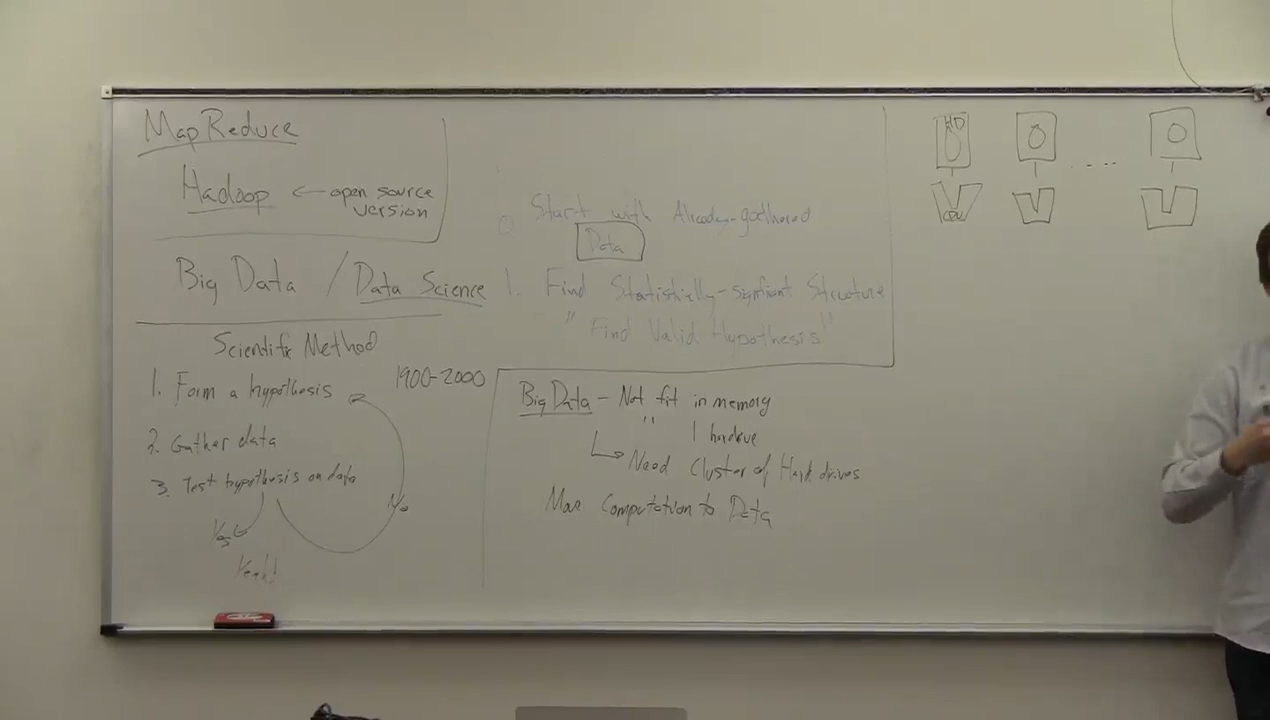 MapReduce
Hadoop ← open source
version
Big Data / Data Science
Scientific Method
1. Form a hypothesis
1900-2000
2. Gather data
3. Test hypothesis on data
No
Yes
Yeah!
0 Start with Already-gathered
Data
1. Find Statistically-significant Structure
"Find Valid Hypothesis"
Big Data - Not fit in memory
" 1 hardrive
Need Cluster of Hard drives
Move Computation to Data
HD
....
CPU